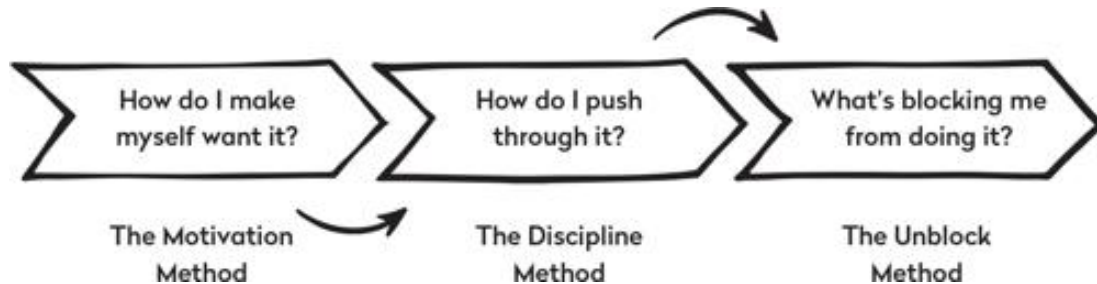 How do I make
myself want it?
How do I push
through it?
What's blocking me
from doing it?
The Motivation
Method
The Discipline
Method
The Unblock
Method